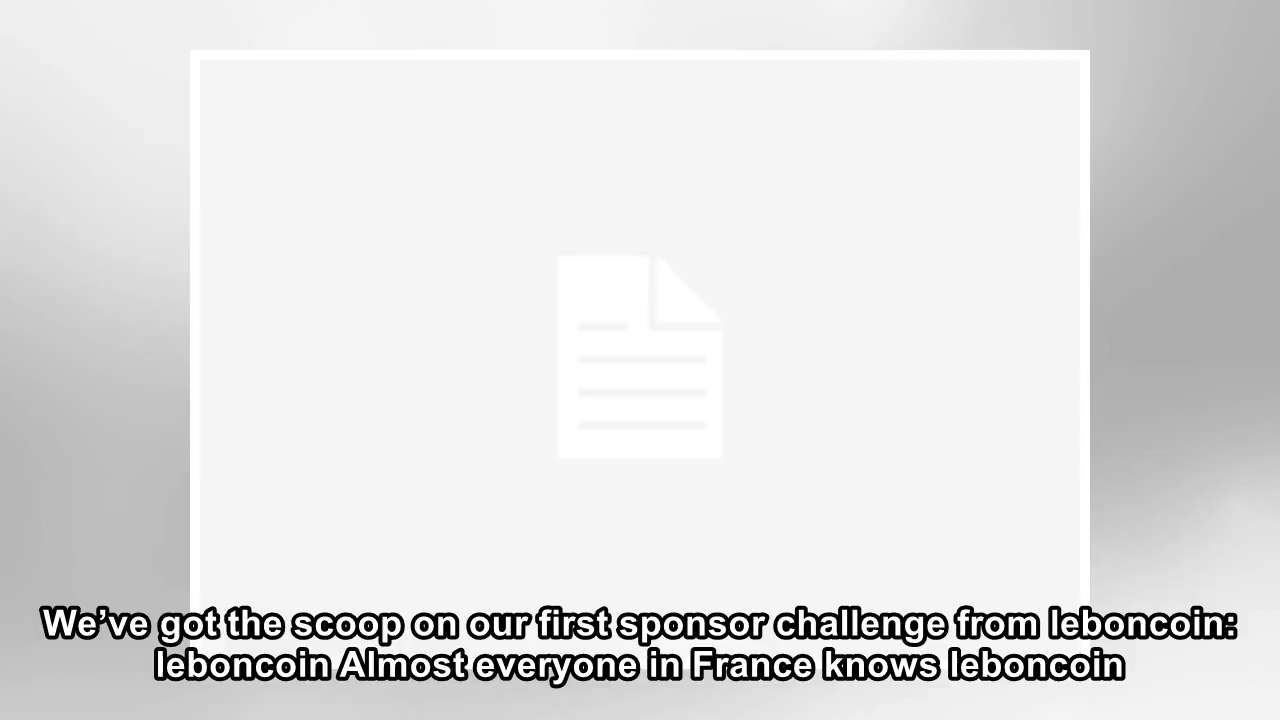 We’ve got the scoop on our first sponsor challenge from leboncoin:
leboncoin Almost everyone in France knows leboncoin